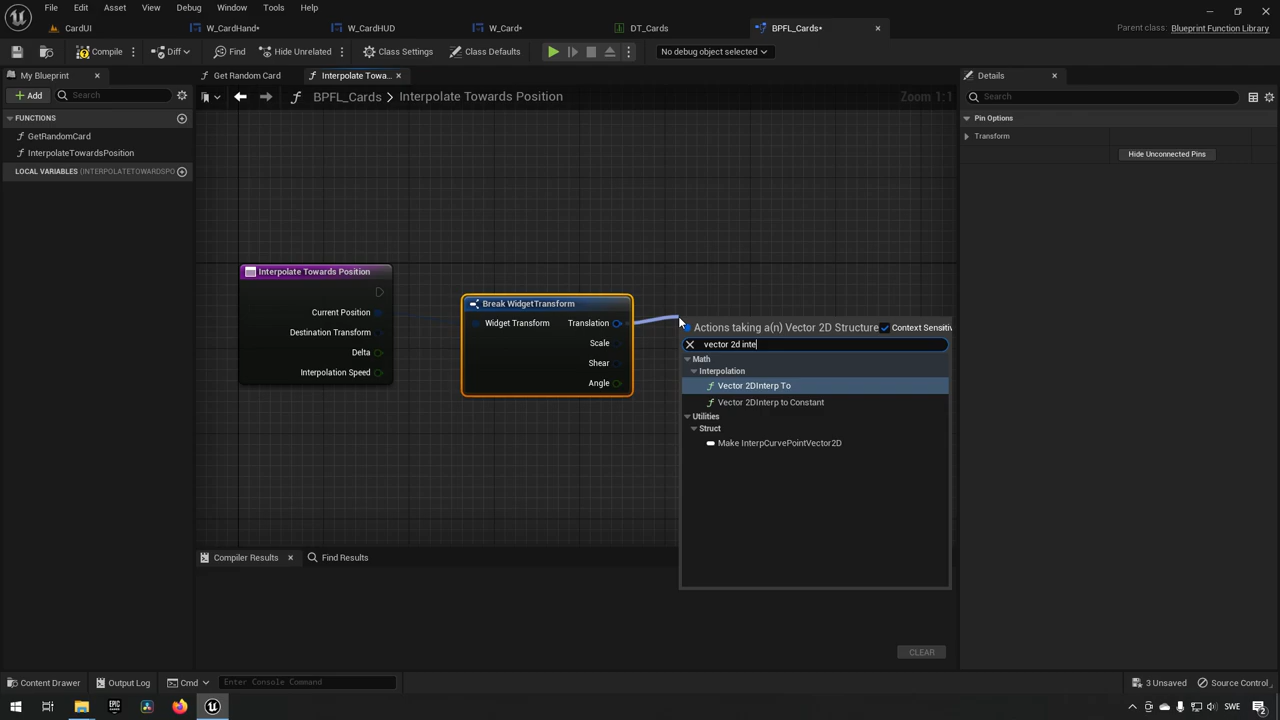 File Edit Asset View Debug Window Tools Help
CardUI W_CardHand* W_CardHUD W_Card* DT_Cards BPFL_Cards* Parent class: Blueprint Function Library
Compile Diff Find Hide Unrelated Class Settings Class Defaults No debug object selected
My Blueprint Get Random Card Interpolate Towa... Details
Add Search BPFL_Cards Interpolate Towards Position Zoom 1:1 Search
FUNCTIONS Pin Options
GetRandomCard Transform
InterpolateTowardsPosition Hide Unconnected Pins
LOCAL VARIABLES (INTERPOLATETOWARDSPO
Interpolate Towards Position
Current Position
Destination Transform
Delta
Interpolation Speed
Break WidgetTransform
Widget Transform Translation
Scale
Shear
Angle
Actions taking a(n) Vector 2D Structure Context Sensitiv
vector 2d inte
Math
Interpolation
Vector 2DInterp To
Vector 2DInterp to Constant
Utilities
Struct
Make InterpCurvePointVector2D
Compiler Results Find Results
CLEAR
Content Drawer Output Log Cmd Enter Console Command 3 Unsaved Source Control
EPIC SWE 2